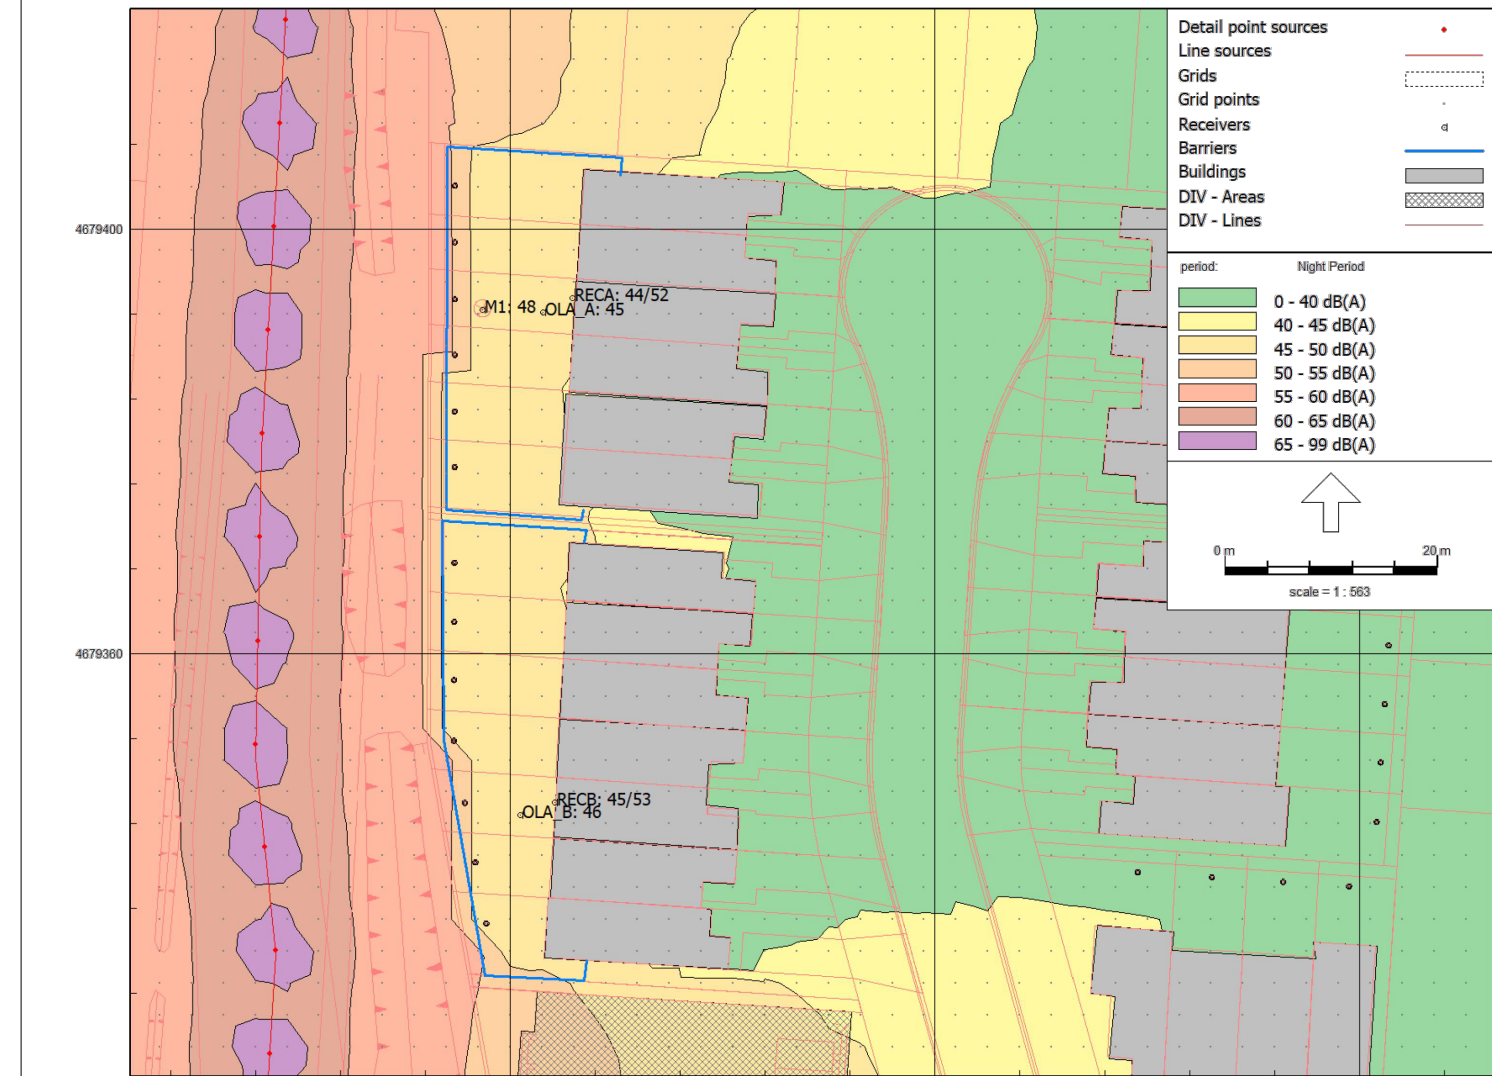 Detail point sources
Line sources
Grids
Grid points
Receivers
Barriers
Buildings
DIV - Areas
DIV - Lines
period: Night Period
0 - 40 dB(A)
40 - 45 dB(A)
45 - 50 dB(A)
50 - 55 dB(A)
55 - 60 dB(A)
60 - 65 dB(A)
65 - 99 dB(A)
0 m 20 m
scale = 1 : 563
4679400
RECA: 44/52
M1: 48 OLA_A: 45
4679360
RECB: 45/53
OLA_B: 46